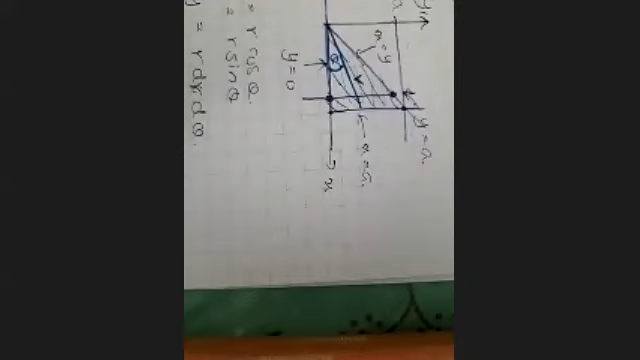 y
a
x = y
y = a
θ
y = 0
x = a
x
= r cos θ
= r sin θ
y = r dr dθ.